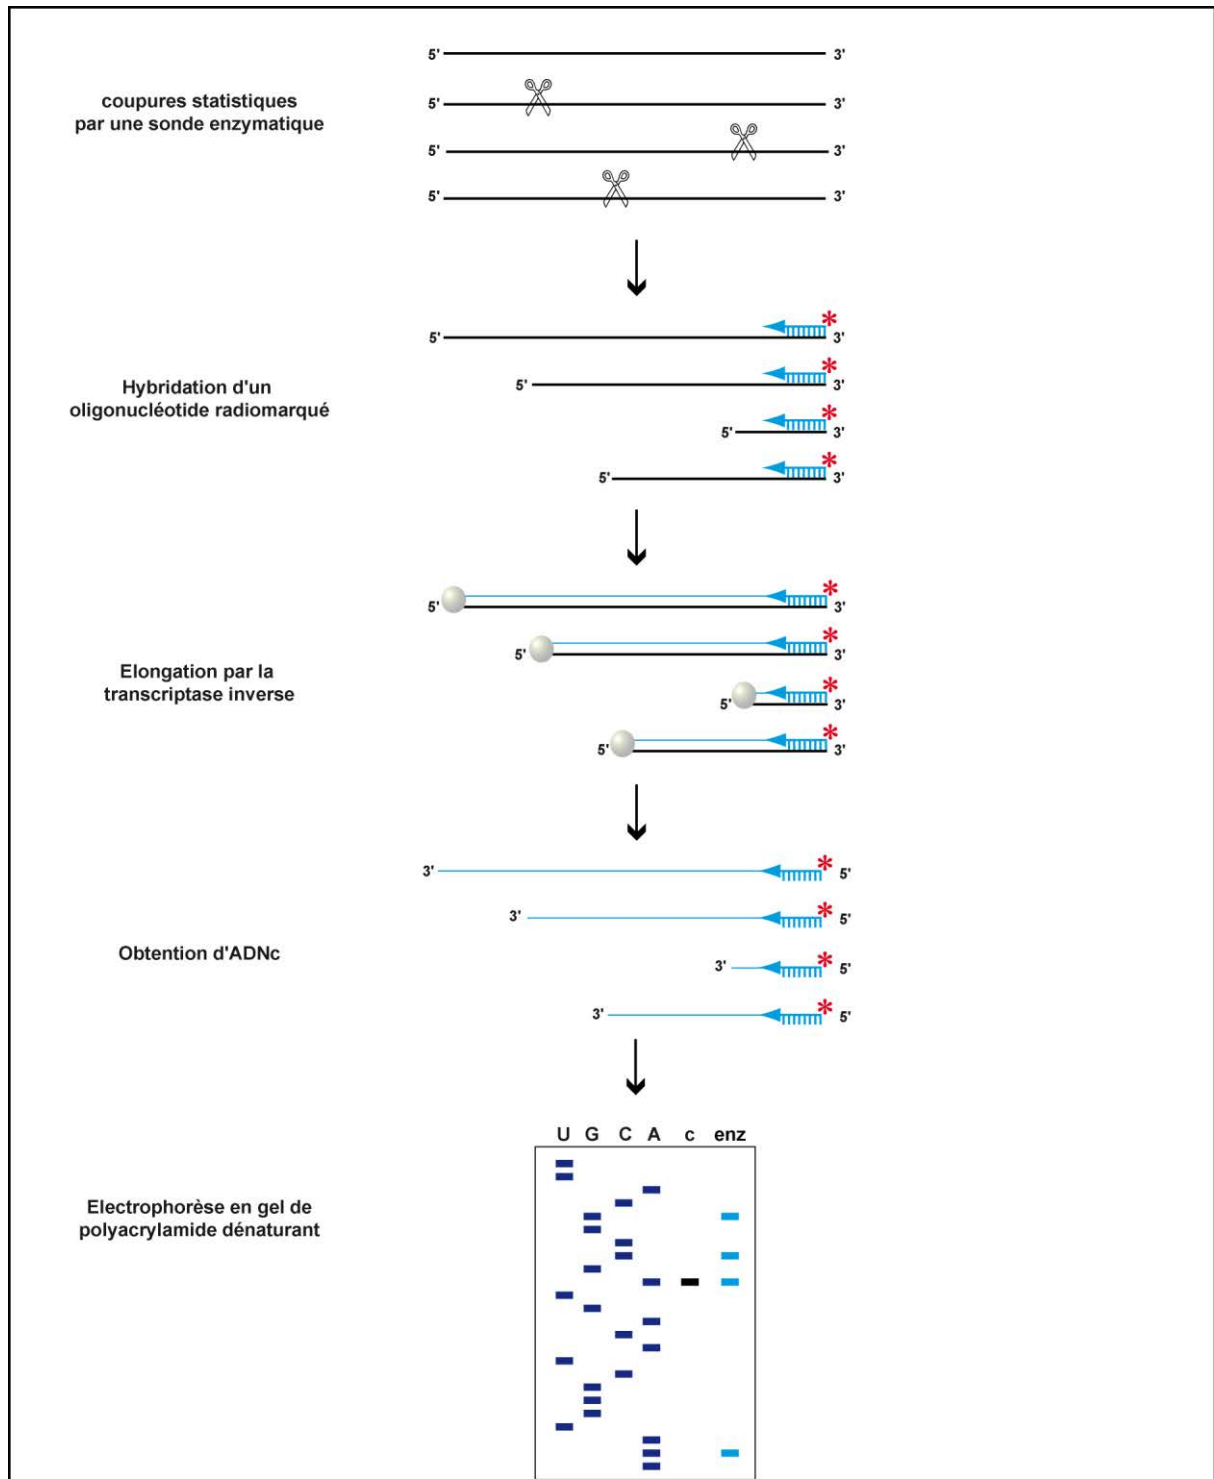 5' 3'
coupures statistiques
par une sonde enzymatique
5' 3'
5' 3'
5' 3'
5' 3'
Hybridation d'un
oligonucléotide radiomarqué
5' * 3'
5' * 3'
5' * 3'
5' * 3'
Elongation par la
transcriptase inverse
5' * 3'
5' * 3'
5' * 3'
5' * 3'
Obtention d'ADNc
3' * 5'
3' * 5'
3' * 5'
3' * 5'
U G C A c enz
Electrophorèse en gel de
polyacrylamide dénaturant